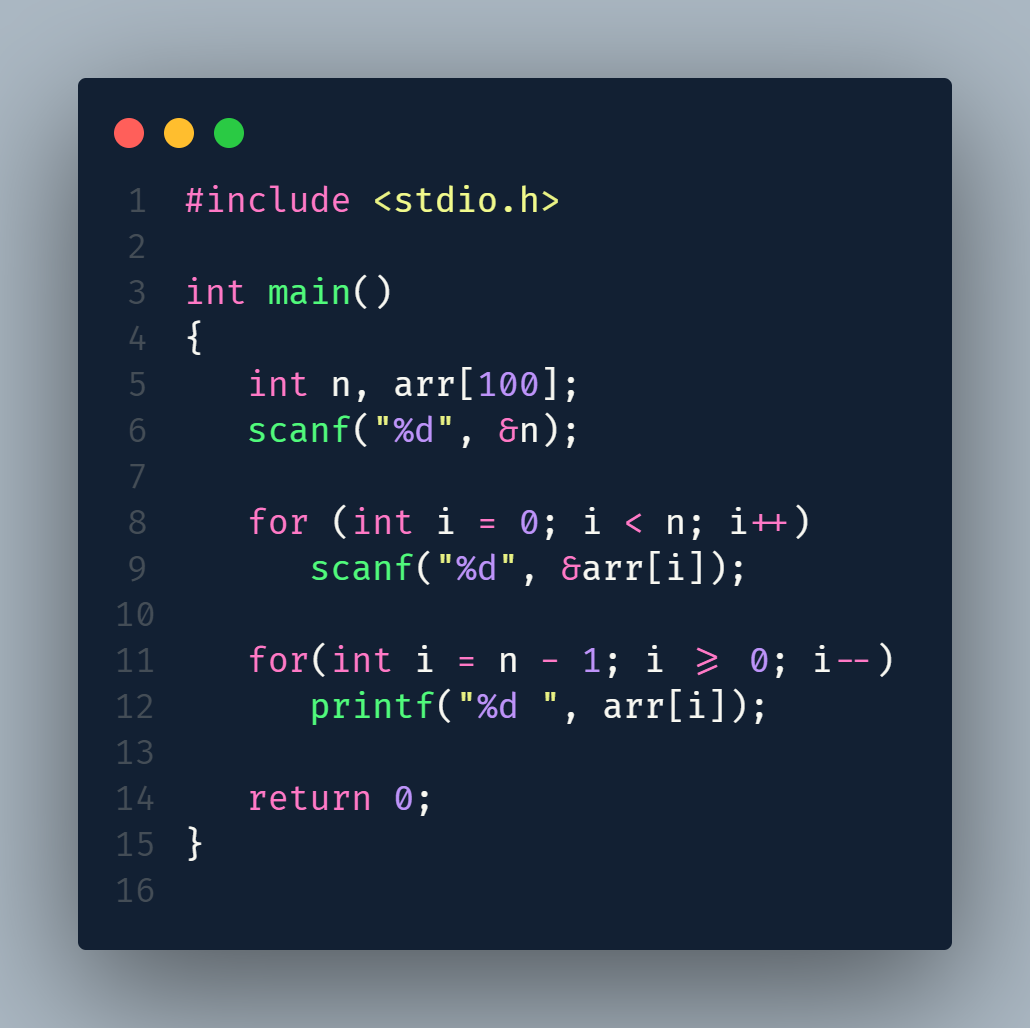 1 #include <stdio.h>
2
3 int main()
4 {
5    int n, arr[100];
6    scanf("%d", &n);
7
8    for (int i = 0; i < n; i++)
9       scanf("%d", &arr[i]);
10
11    for(int i = n - 1; i >= 0; i--)
12       printf("%d ", arr[i]);
13
14    return 0;
15 }
16